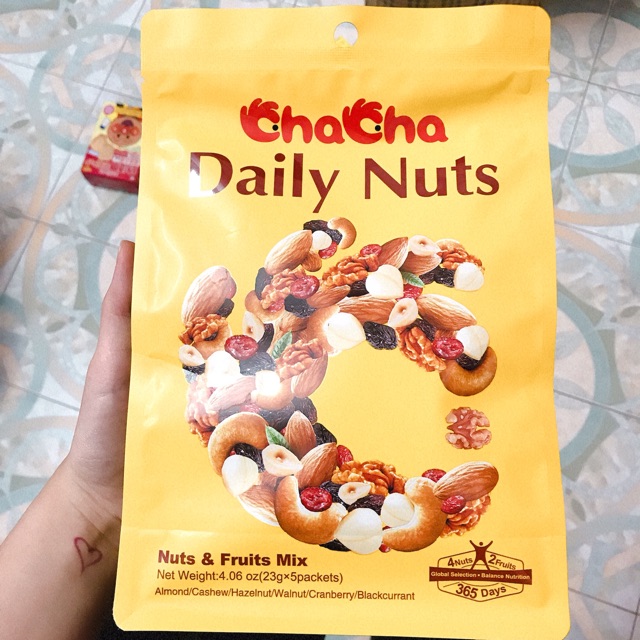 ChaCha
Daily Nuts
Nuts & Fruits Mix
Net Weight:4.06 oz(23g×5packets)
Almond/Cashew/Hazelnut/Walnut/Cranberry/Blackcurrant
4Nuts 2Fruits
Global Selection • Balance Nutrition
365 Days